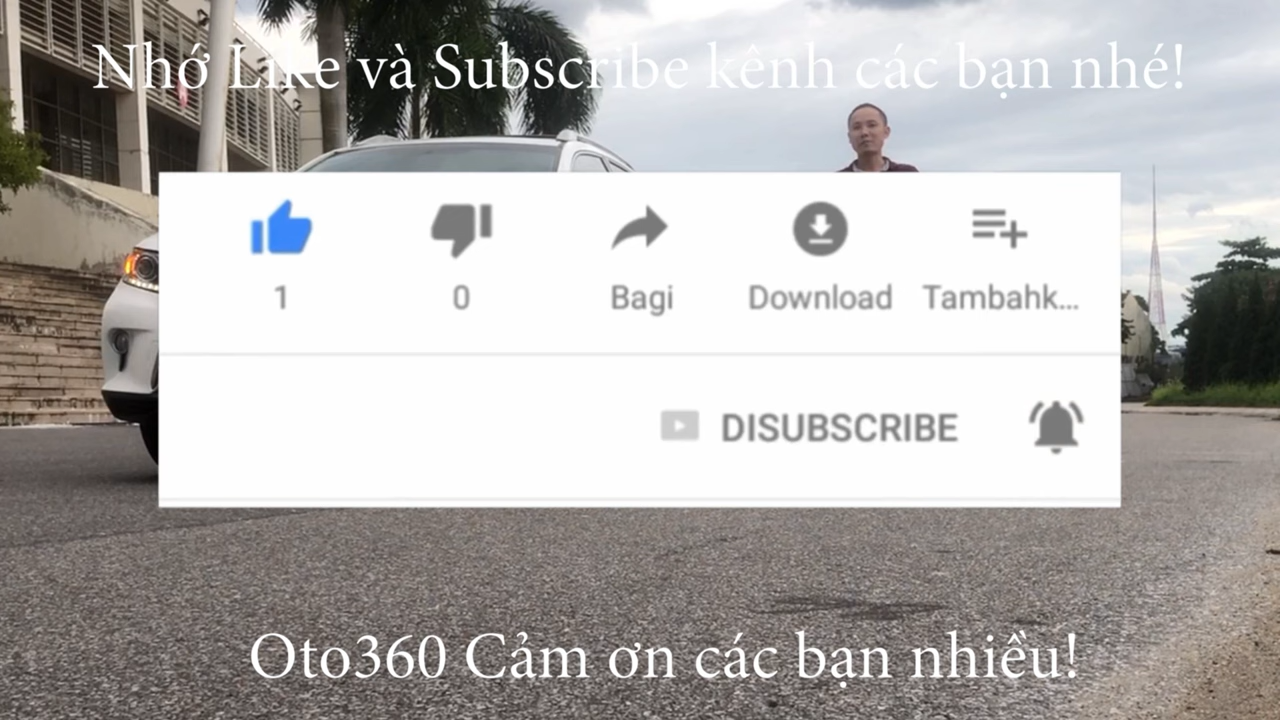 Nhớ Like và Subscribe kênh các bạn nhé!
1 0 Bagi Download Tambahk...
DISUBSCRIBE
Oto360 Cảm ơn các bạn nhiều!